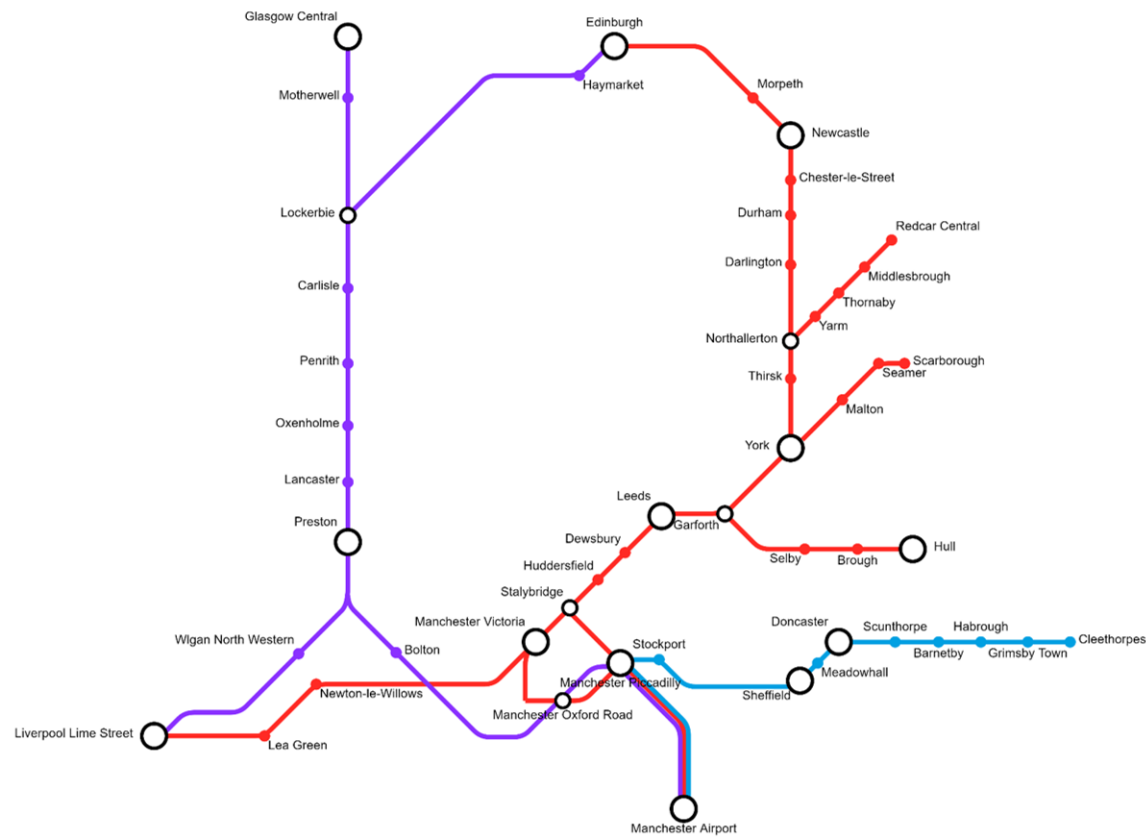 Glasgow Central
Edinburgh
Haymarket
Motherwell
Morpeth
Newcastle
Chester-le-Street
Lockerbie
Durham
Redcar Central
Darlington
Middlesbrough
Carlisle
Thornaby
Yarm
Northallerton
Penrith
Thirsk
Scarborough
Seamer
Malton
Oxenholme
York
Lancaster
Leeds
Preston
Garforth
Dewsbury
Hull
Selby
Brough
Huddersfield
Stalybridge
Manchester Victoria
Doncaster
Scunthorpe
Habrough
Wlgan North Western
Bolton
Stockport
Cleethorpes
Barnetby
Grimsby Town
Meadowhall
Manchester Piccadilly
Newton-le-Willows
Sheffield
Manchester Oxford Road
Liverpool Lime Street
Lea Green
Manchester Airport